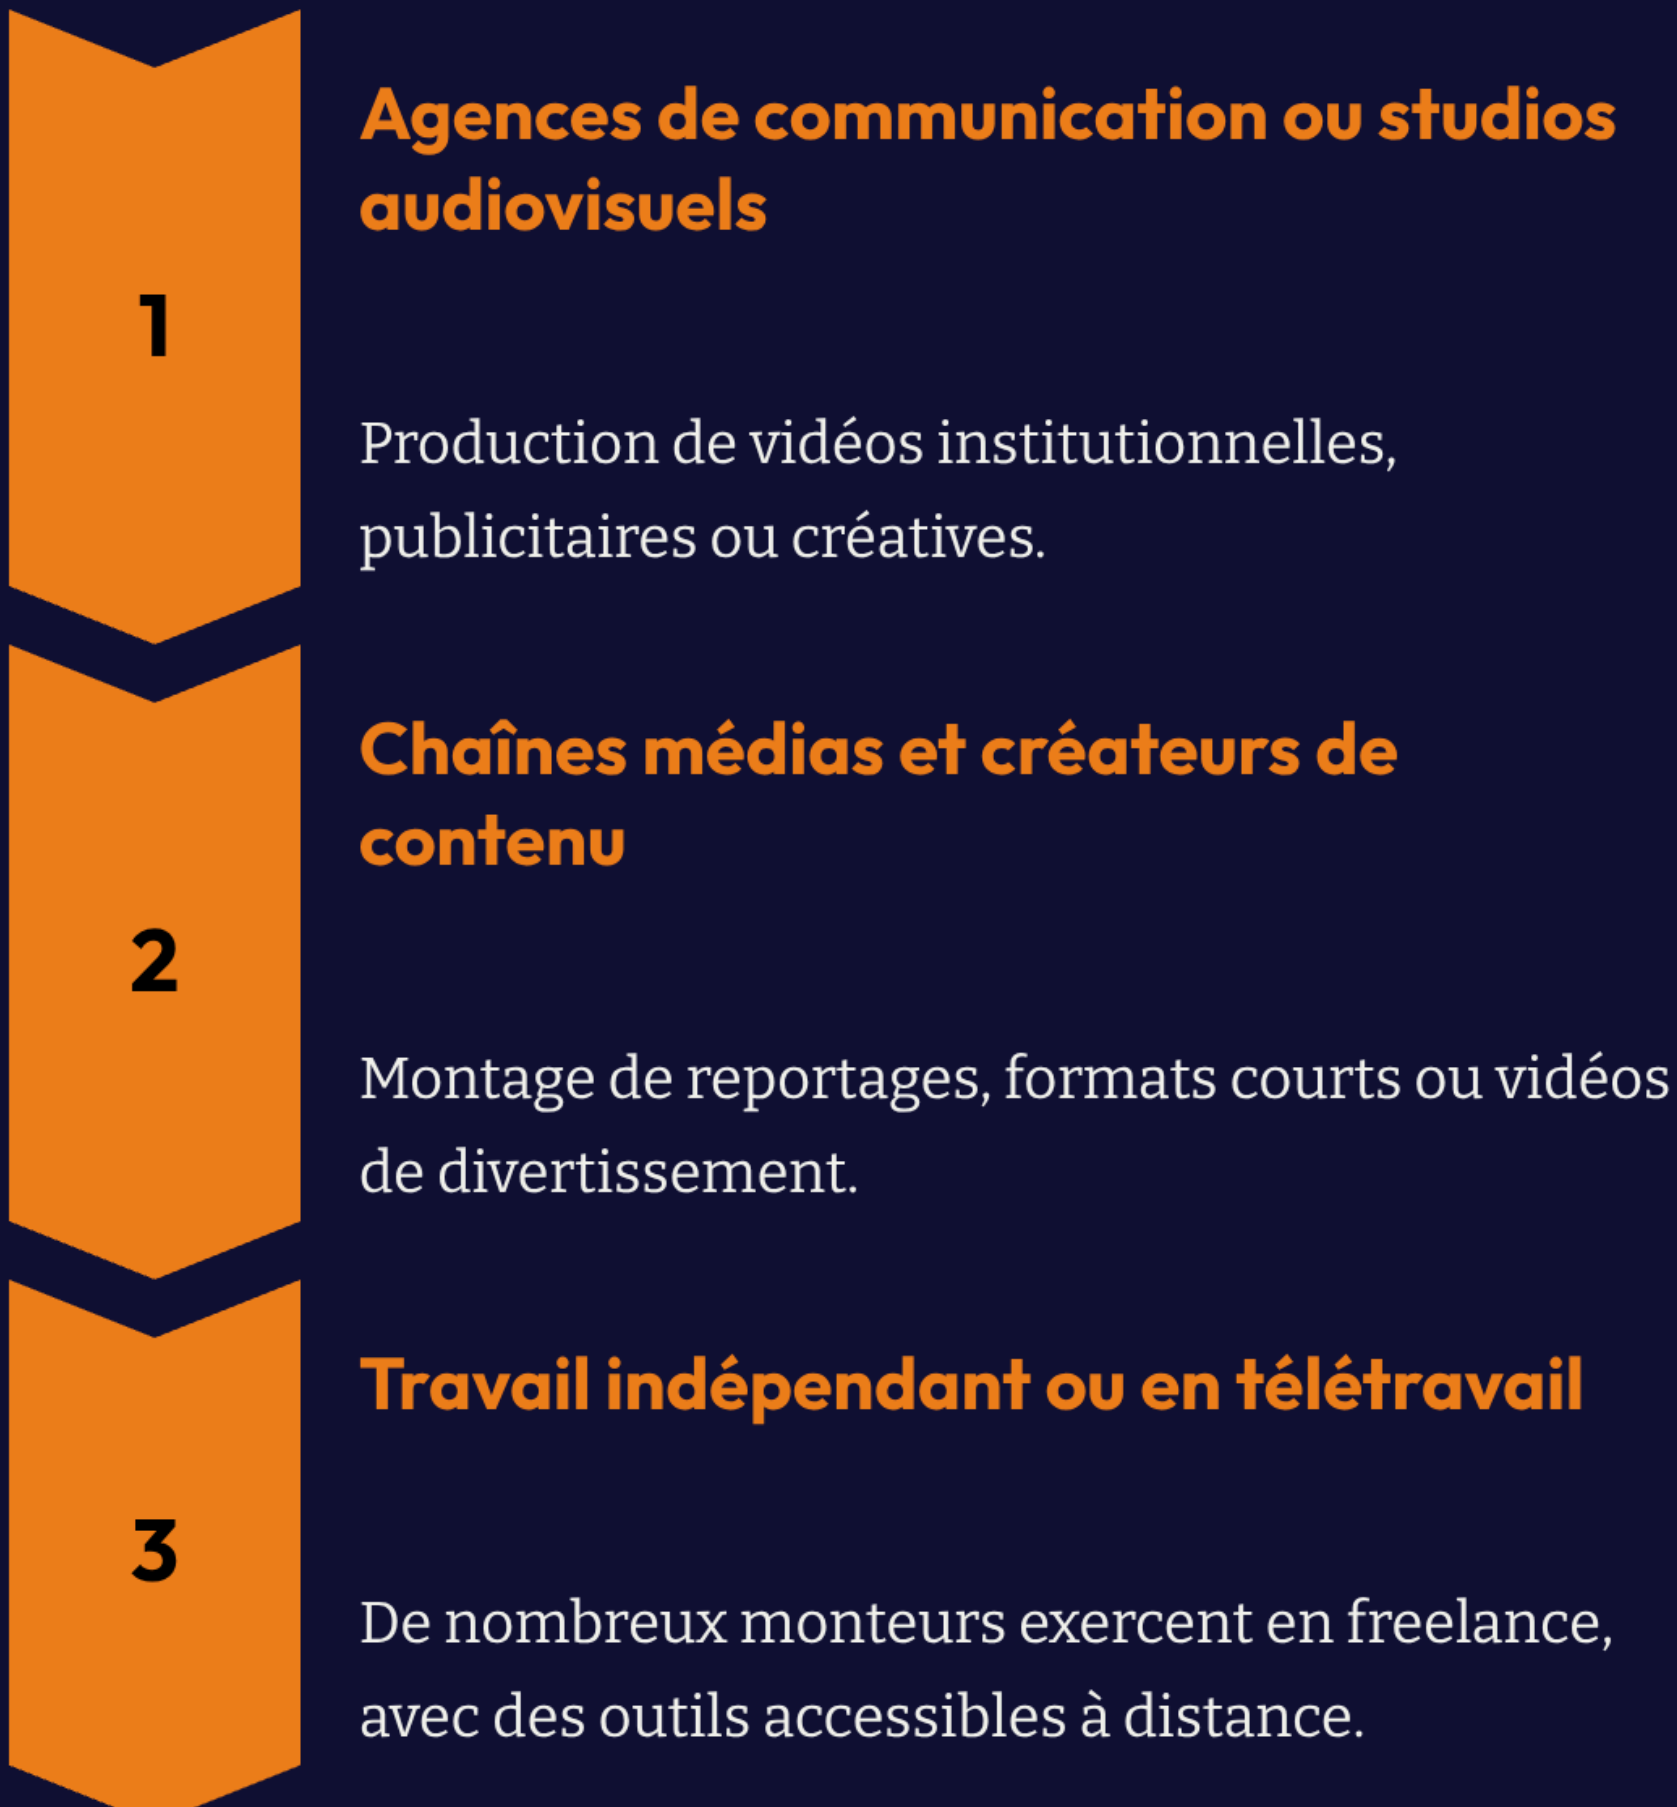 Agences de communication ou studios
audiovisuels
1
Production de vidéos institutionnelles,
publicitaires ou créatives.
Chaînes médias et créateurs de
contenu
2
Montage de reportages, formats courts ou vidéos
de divertissement.
Travail indépendant ou en télétravail
3
De nombreux monteurs exercent en freelance,
avec des outils accessibles à distance.